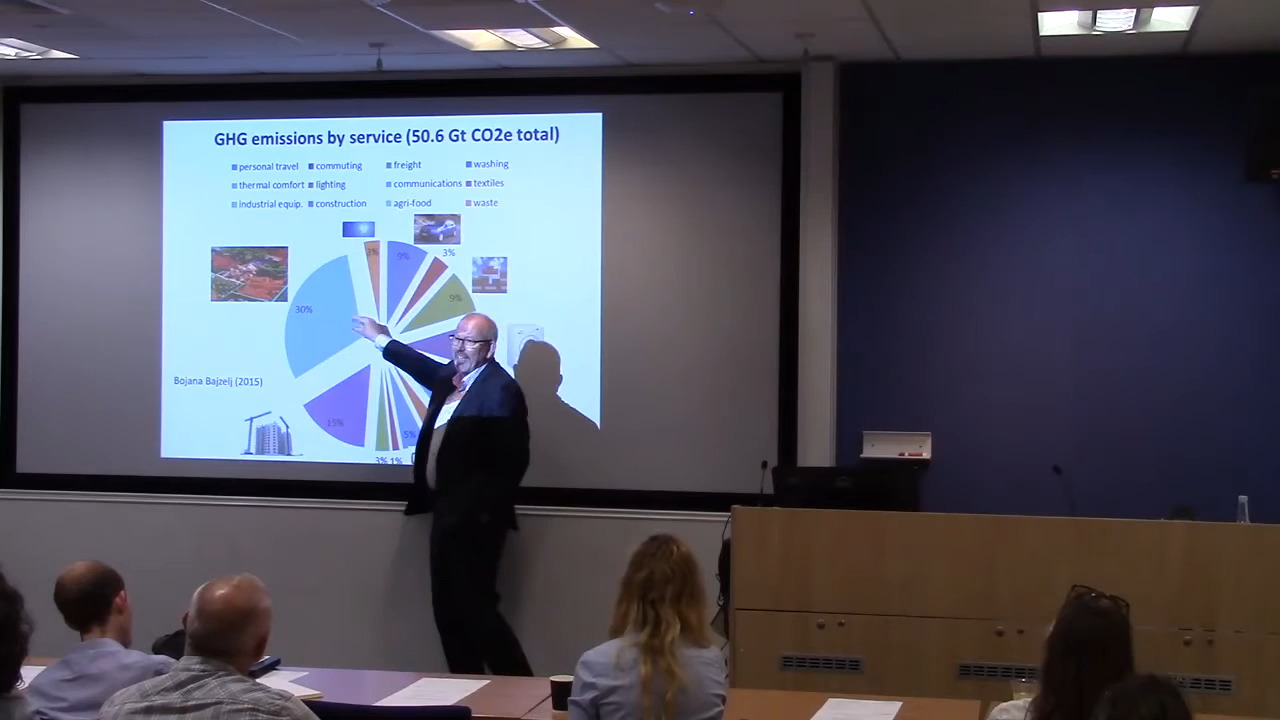 GHG emissions by service (50.6 Gt CO2e total)
personal travel commuting freight washing
thermal comfort lighting communications textiles
industrial equip. construction agri-food waste
3%
9%
3%
9%
30%
15%
5%
3% 1%
Bojana Bajzelj (2015)